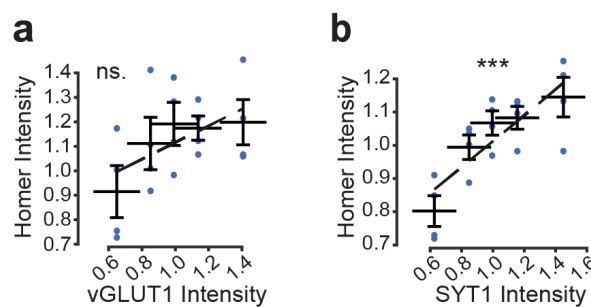 a
ns.
Homer Intensity
1.4
1.3
1.2
1.1
1.0
0.9
0.8
0.7
0.6 0.8 1.0 1.2 1.4
vGLUT1 Intensity
b
***
Homer Intensity
1.2
1.1
1.0
0.9
0.8
0.7
0.6 0.8 1.0 1.2 1.4 1.6
SYT1 Intensity